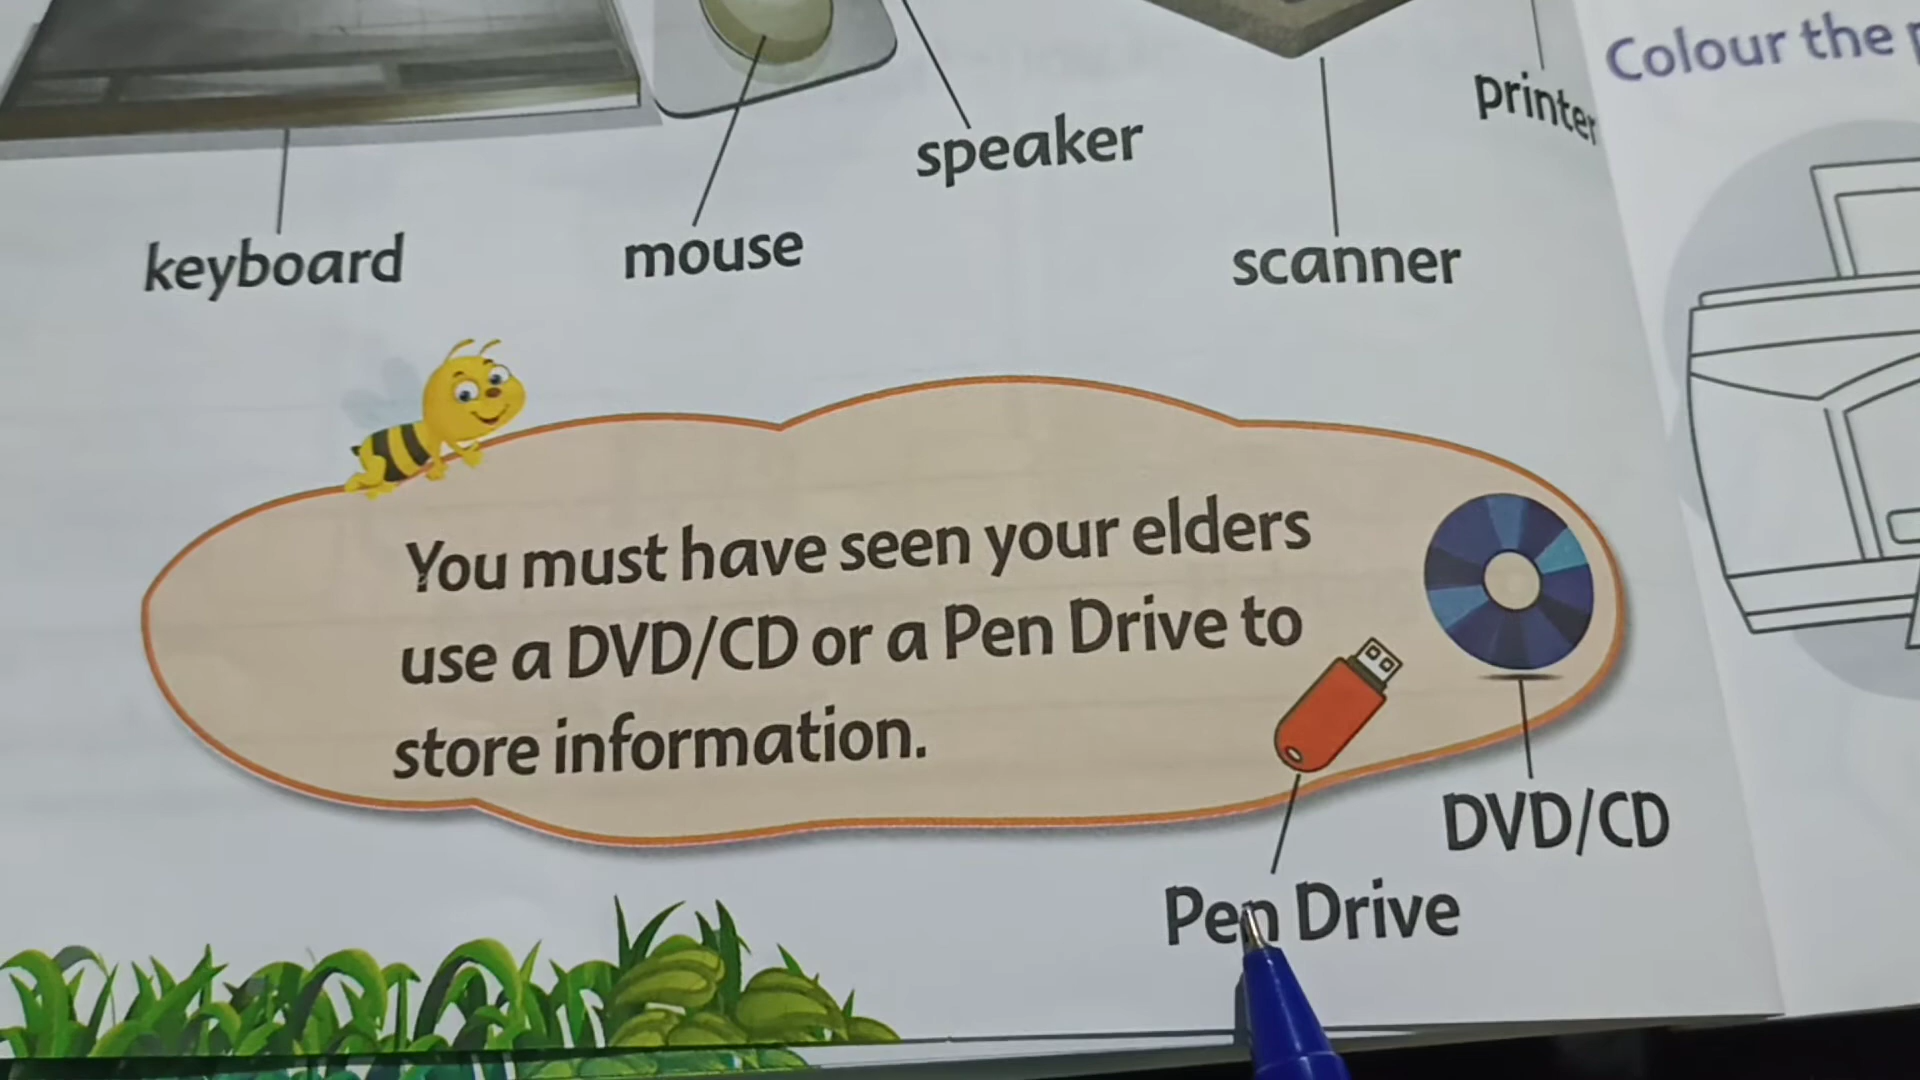 printer
speaker
keyboard
mouse
scanner
You must have seen your elders
use a DVD/CD or a Pen Drive to
store information.
DVD/CD
Pen Drive
Colour the